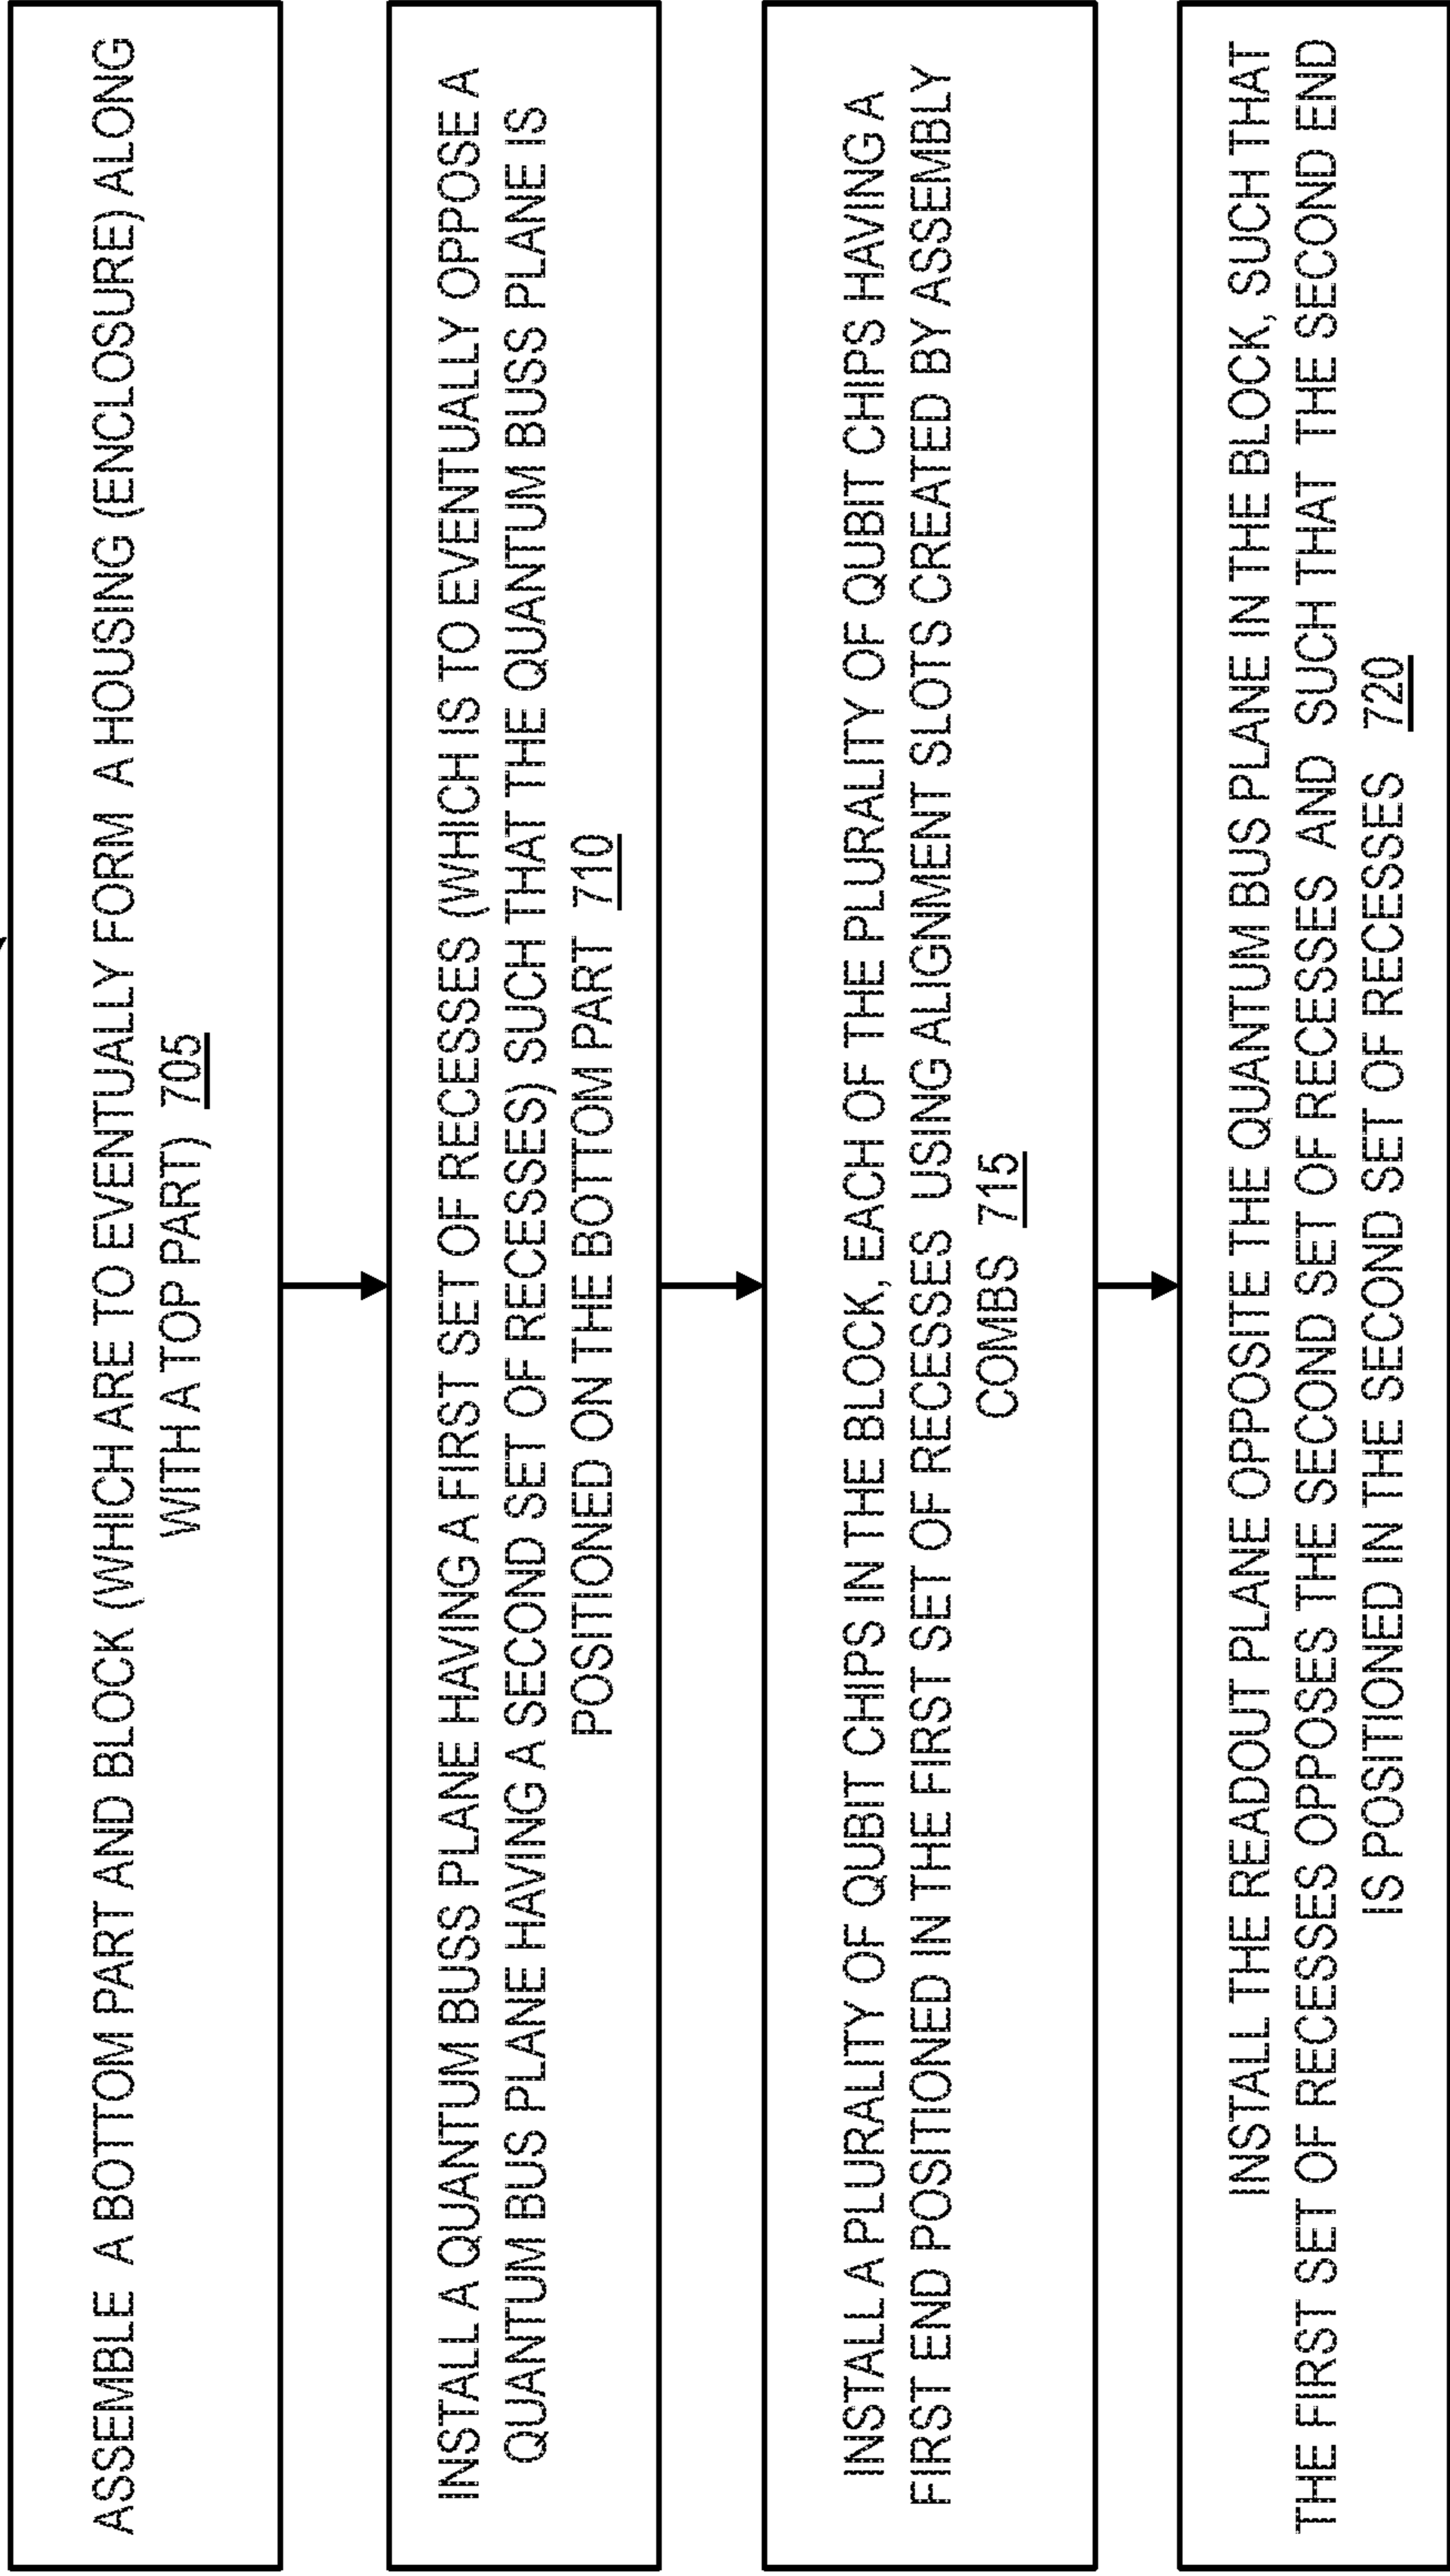 ASSEMBLE A BOTTOM PART AND BLOCK (WHICH ARE TO EVENTUALLY FORM A HOUSING (ENCLOSURE) ALONG
WITH A TOP PART) 705
INSTALL A QUANTUM BUSS PLANE HAVING A FIRST SET OF RECESSES (WHICH IS TO EVENTUALLY OPPOSE A
QUANTUM BUS PLANE HAVING A SECOND SET OF RECESSES) SUCH THAT THE QUANTUM BUSS PLANE IS
POSITIONED ON THE BOTTOM PART 710
INSTALL A PLURALITY OF QUBIT CHIPS IN THE BLOCK, EACH OF THE PLURALITY OF QUBIT CHIPS HAVING A
FIRST END POSITIONED IN THE FIRST SET OF RECESSES USING ALIGNMENT SLOTS CREATED BY ASSEMBLY
COMBS 715
INSTALL THE READOUT PLANE OPPOSITE THE QUANTUM BUS PLANE IN THE BLOCK, SUCH THAT
THE FIRST SET OF RECESSES OPPOSES THE SECOND SET OF RECESSES AND SUCH THAT THE SECOND END
IS POSITIONED IN THE SECOND SET OF RECESSES 720